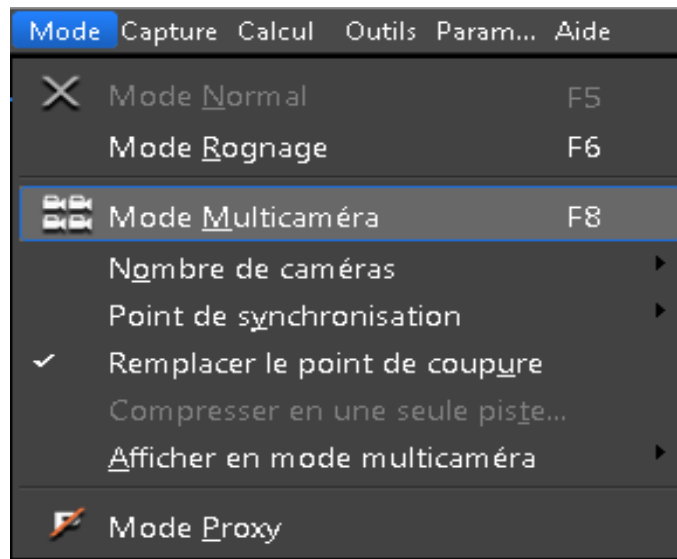 Mode Capture Calcul Outils Param... Aide
Mode Normal F5
Mode Rognage F6
Mode Multicaméra F8
Nombre de caméras
Point de synchronisation
Remplacer le point de coupure
Compresser en une seule piste...
Afficher en mode multicaméra
Mode Proxy